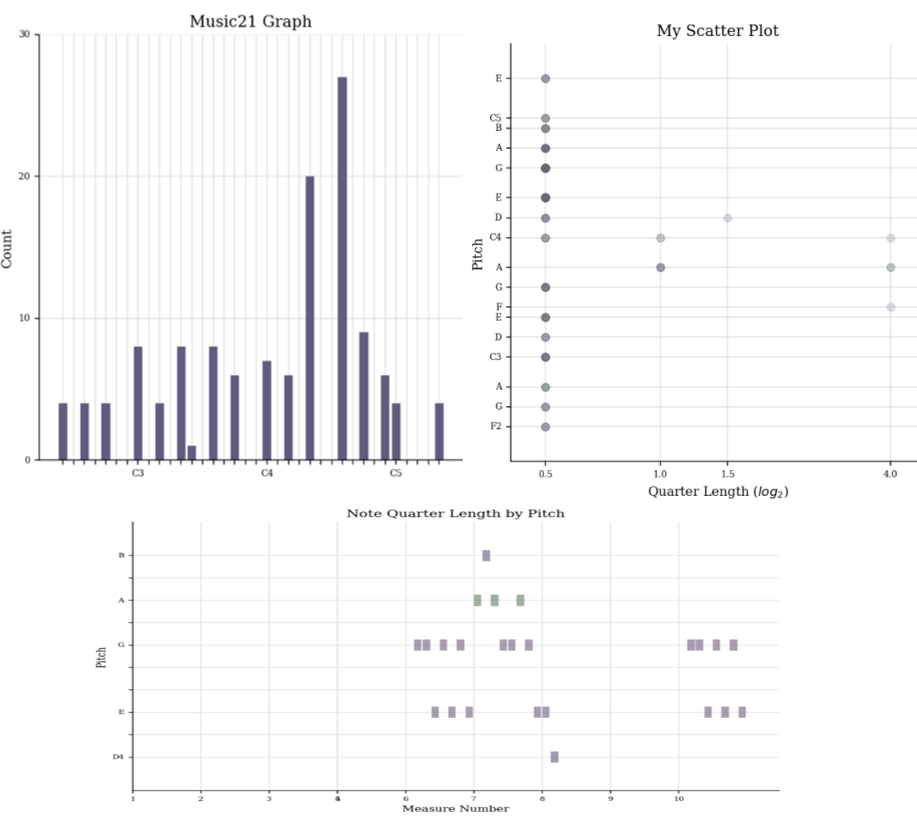 Music21 Graph
30
20
10
0
Count
C3 C4 C5
My Scatter Plot
E
C5
B
A
G
E
D
C4
A
G
F
E
D
C3
A
G
F2
Pitch
0.5 1.0 1.5 4.0
Quarter Length (log2)
Note Quarter Length by Pitch
B
A
G
E
D4
Pitch
1 2 3 6 7 8 9 10
Measure Number